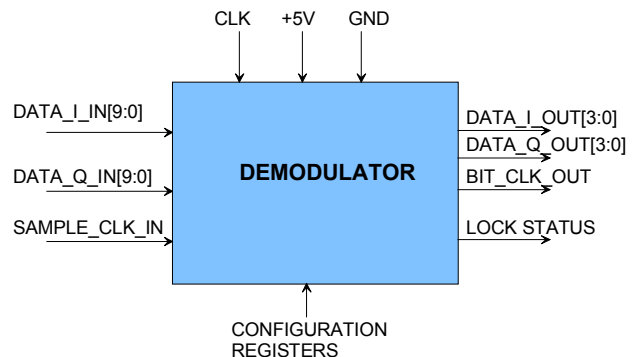 CLK +5V GND
DATA_I_IN[9:0]
DATA_I_OUT[3:0]
DATA_Q_OUT[3:0]
DEMODULATOR
DATA_Q_IN[9:0]
BIT_CLK_OUT
SAMPLE_CLK_IN
LOCK STATUS
CONFIGURATION
REGISTERS